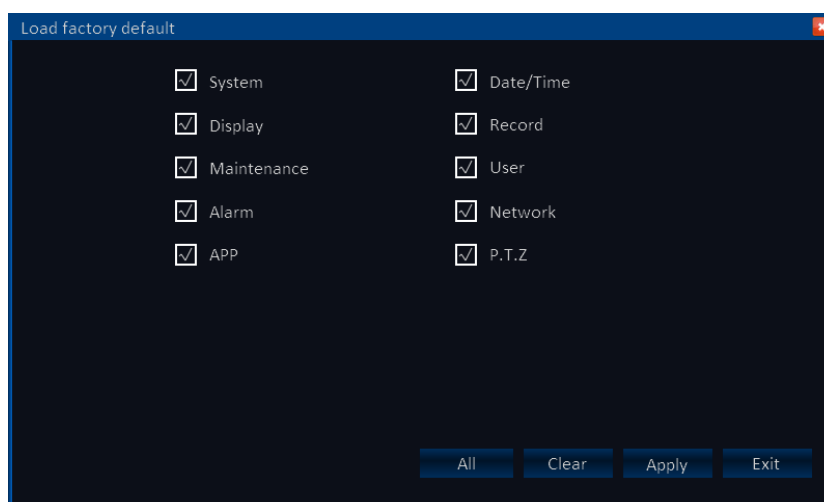 Load factory default
System Date/Time
Display Record
Maintenance User
Alarm Network
APP P.T.Z
All Clear Apply Exit